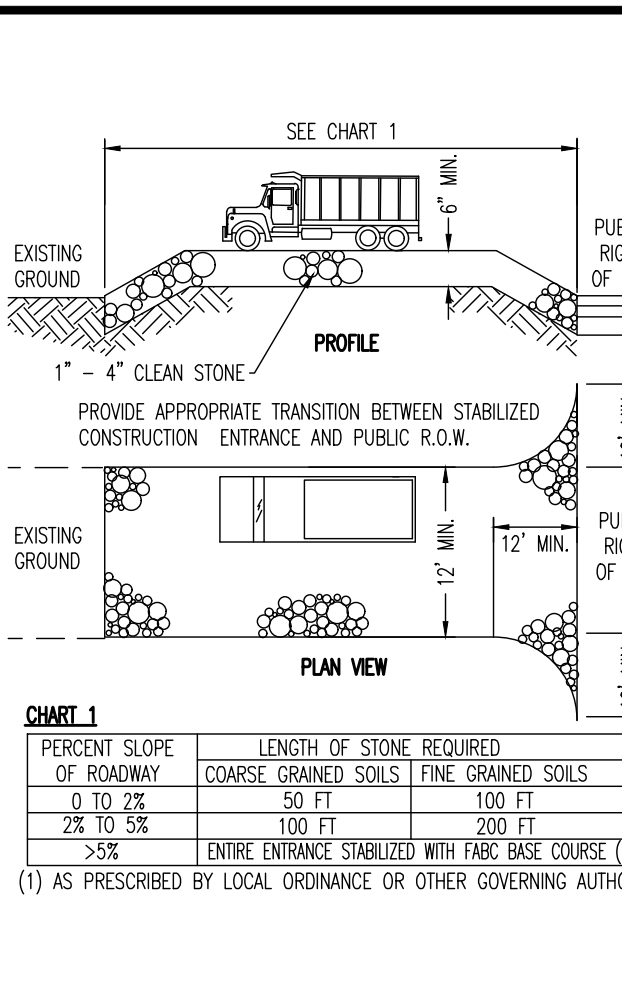 SEE CHART 1
6" MIN.
EXISTING
GROUND
PROFILE
1" – 4" CLEAN STONE
OF
PROVIDE APPROPRIATE TRANSITION BETWEEN STABILIZED
CONSTRUCTION ENTRANCE AND PUBLIC R.O.W.
EXISTING
GROUND
12' MIN.
12' MIN.
OF
PLAN VIEW
CHART 1
PERCENT SLOPE
OF ROADWAY
LENGTH OF STONE REQUIRED
COARSE GRAINED SOILS
FINE GRAINED SOILS
0 TO 2%
50 FT
100 FT
2% TO 5%
100 FT
200 FT
>5%
ENTIRE ENTRANCE STABILIZED WITH FABC BASE COURSE (
(1) AS PRESCRIBED BY LOCAL ORDINANCE OR OTHER GOVERNING